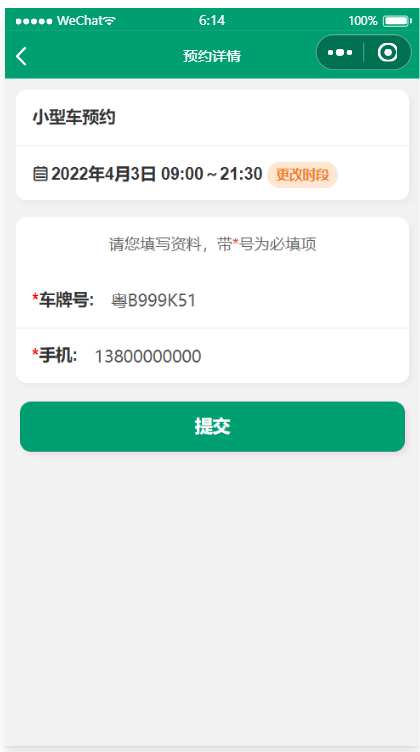 WeChat 6:14 100%
预约详情
小型车预约
2022年4月3日 09:00～21:30 更改时段
请您填写资料，带*号为必填项
*车牌号: 粤B999K51
*手机: 13800000000
提交